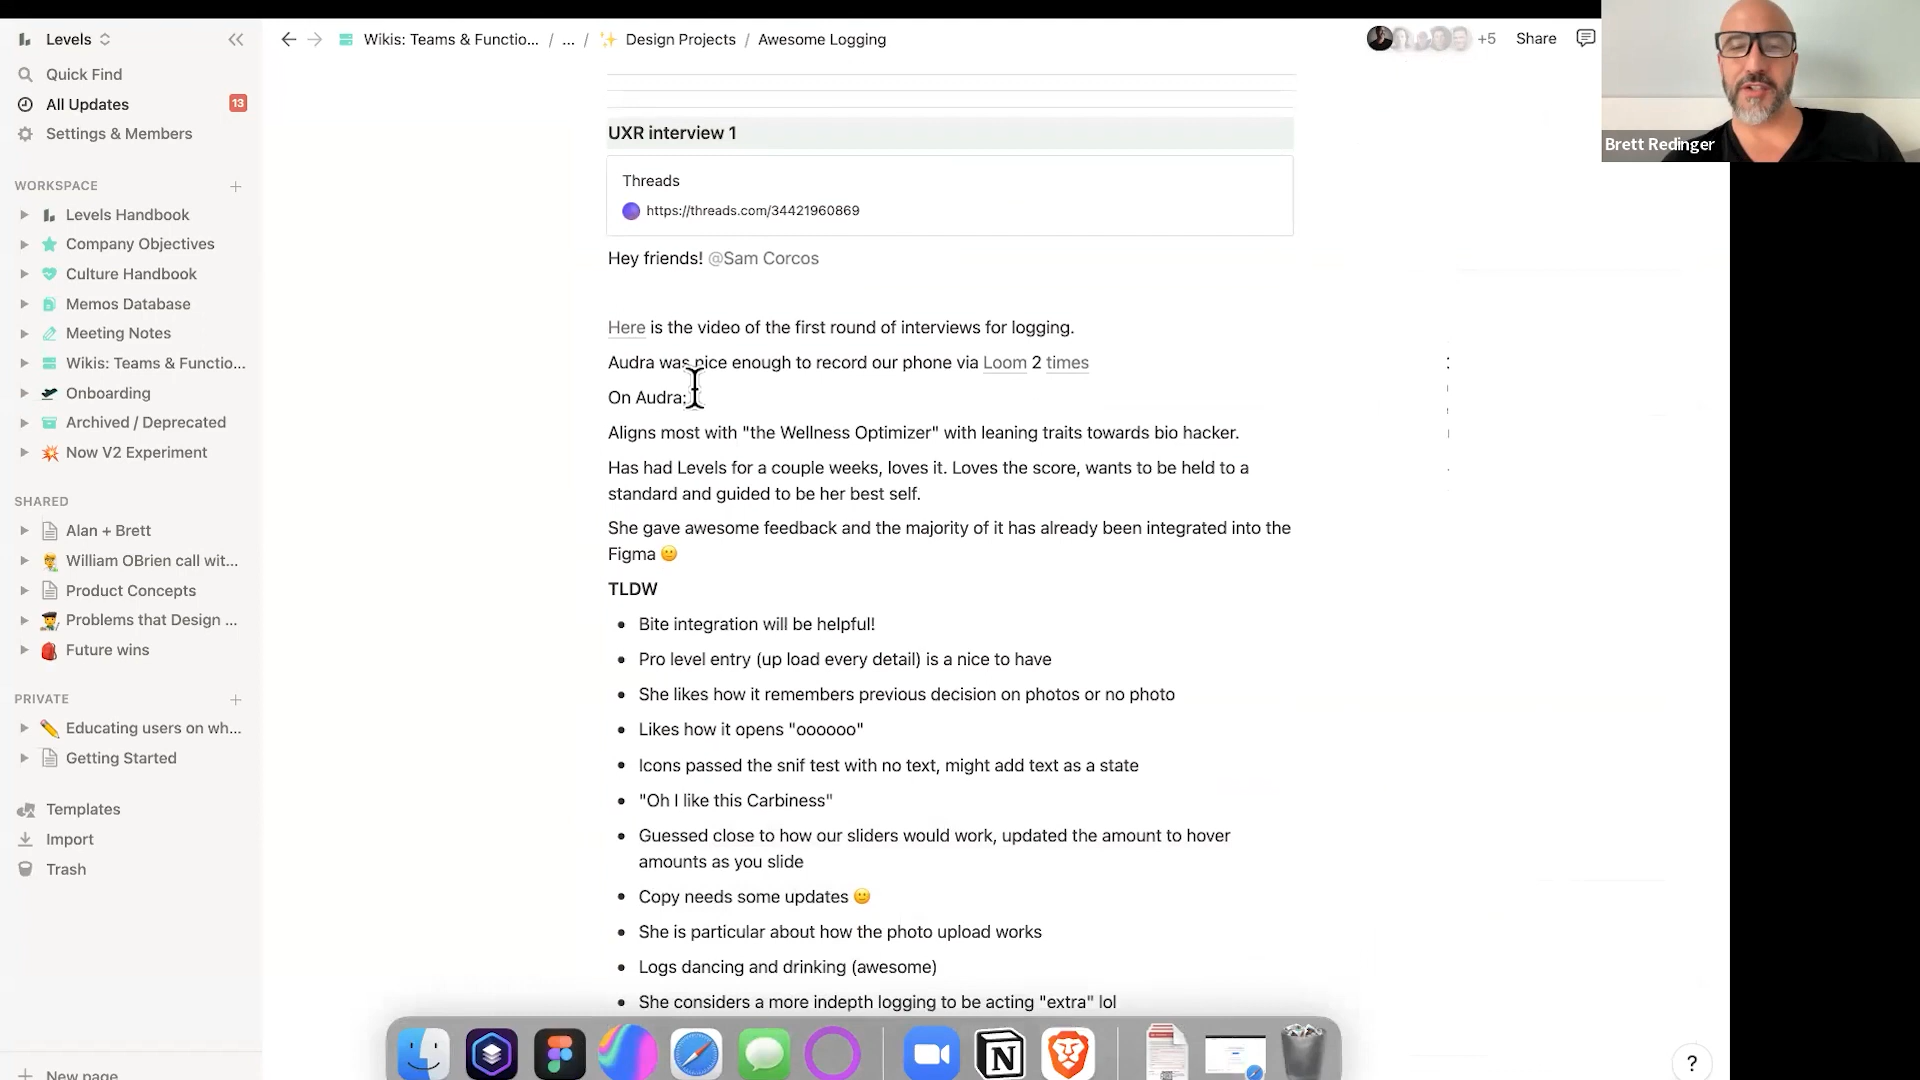 Levels
Quick Find
All Updates
13
Settings & Members
WORKSPACE
Levels Handbook
Company Objectives
Culture Handbook
Memos Database
Meeting Notes
Wikis: Teams & Functio...
Onboarding
Archived / Deprecated
Now V2 Experiment
SHARED
Alan + Brett
William OBrien call wit...
Product Concepts
Problems that Design ...
Future wins
PRIVATE
Educating users on wh...
Getting Started
Templates
Import
Trash
New page
Wikis: Teams & Functio... / ... / Design Projects / Awesome Logging
+5
Share
Brett Redinger
UXR interview 1
Threads
https://threads.com/34421960869
Hey friends! @Sam Corcos
Here is the video of the first round of interviews for logging.
Audra was nice enough to record our phone via Loom 2 times
On Audra:
Aligns most with "the Wellness Optimizer" with leaning traits towards bio hacker.
Has had Levels for a couple weeks, loves it. Loves the score, wants to be held to a
standard and guided to be her best self.
She gave awesome feedback and the majority of it has already been integrated into the
Figma 🙂
TLDW
• Bite integration will be helpful!
• Pro level entry (up load every detail) is a nice to have
• She likes how it remembers previous decision on photos or no photo
• Likes how it opens "oooooo"
• Icons passed the snif test with no text, might add text as a state
• "Oh I like this Carbiness"
• Guessed close to how our sliders would work, updated the amount to hover
amounts as you slide
• Copy needs some updates 🙂
• She is particular about how the photo upload works
• Logs dancing and drinking (awesome)
• She considers a more indepth logging to be acting "extra" lol
N
?